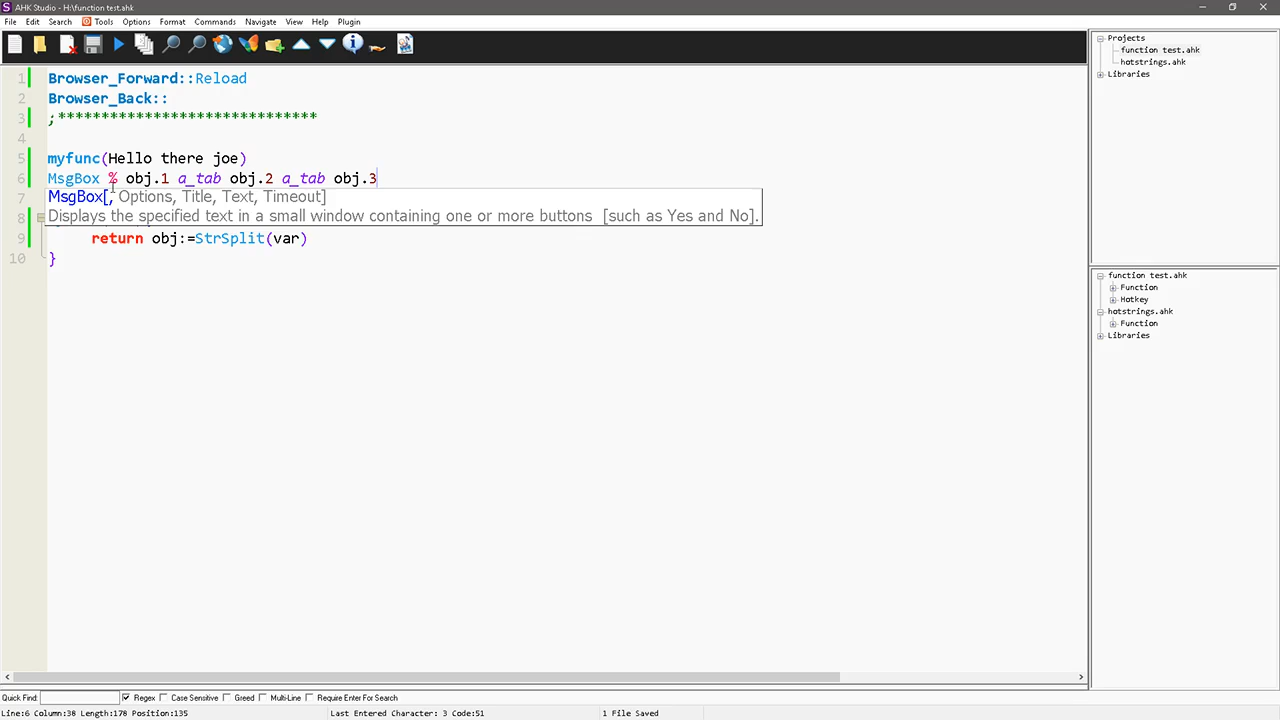 S AHK Studio - H:\function test.ahk
File Edit Search Tools Options Format Commands Navigate View Help Plugin
1 Browser_Forward::Reload
2 Browser_Back::
3 ;******************************
4
5 myfunc(Hello there joe)
6 MsgBox % obj.1 a_tab obj.2 a_tab obj.3
7 MsgBox[, Options, Title, Text, Timeout]
8 Displays the specified text in a small window containing one or more buttons [such as Yes and No].
9 return obj:=StrSplit(var)
10 }
Projects
function test.ahk
hotstrings.ahk
Libraries
function test.ahk
Function
Hotkey
hotstrings.ahk
Function
Libraries
Quick Find: Regex Case Sensitive Greed Multi-Line Require Enter For Search
Line:6 Column:38 Length:178 Position:135 Last Entered Character: 3 Code:51 1 File Saved